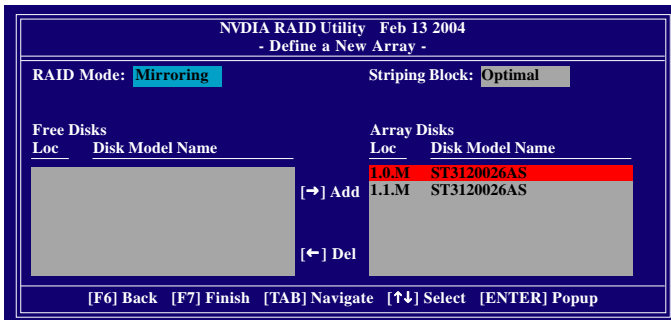 NVDIA RAID Utility Feb 13 2004
- Define a New Array -
RAID Mode: Mirroring Striping Block: Optimal
Free Disks Array Disks
Loc Disk Model Name Loc Disk Model Name
1.0.M ST3120026AS
[→] Add 1.1.M ST3120026AS
[←] Del
[F6] Back [F7] Finish [TAB] Navigate [↑↓] Select [ENTER] Popup